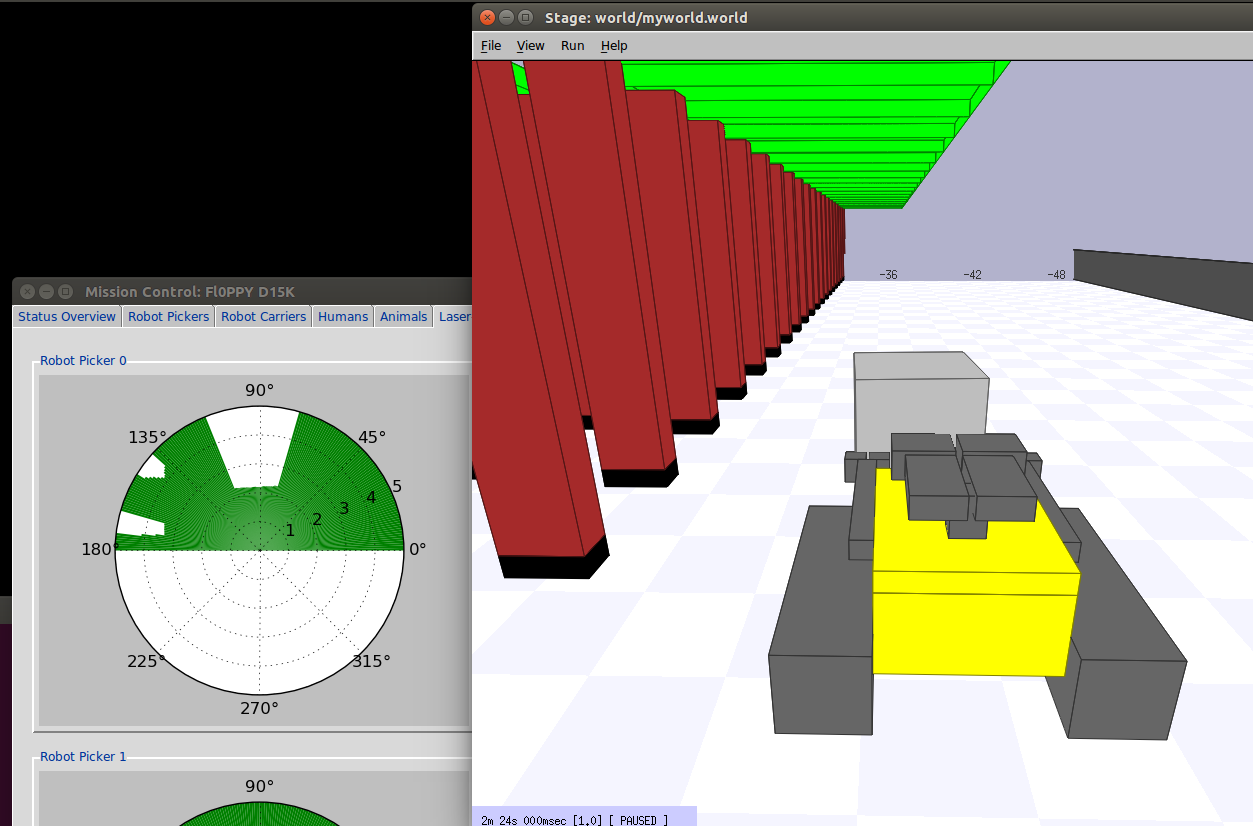 Stage: world/myworld.world
File View Run Help
-36 -42 -48
Mission Control: Fl0PPY D15K
Status Overview Robot Pickers Robot Carriers Humans Animals Laser
Robot Picker 0
90°
135° 45°
5
4
3
2
1
180° 0°
225° 315°
270°
Robot Picker 1
90°
2m 24s 000msec [1.0] [ PAUSED ]